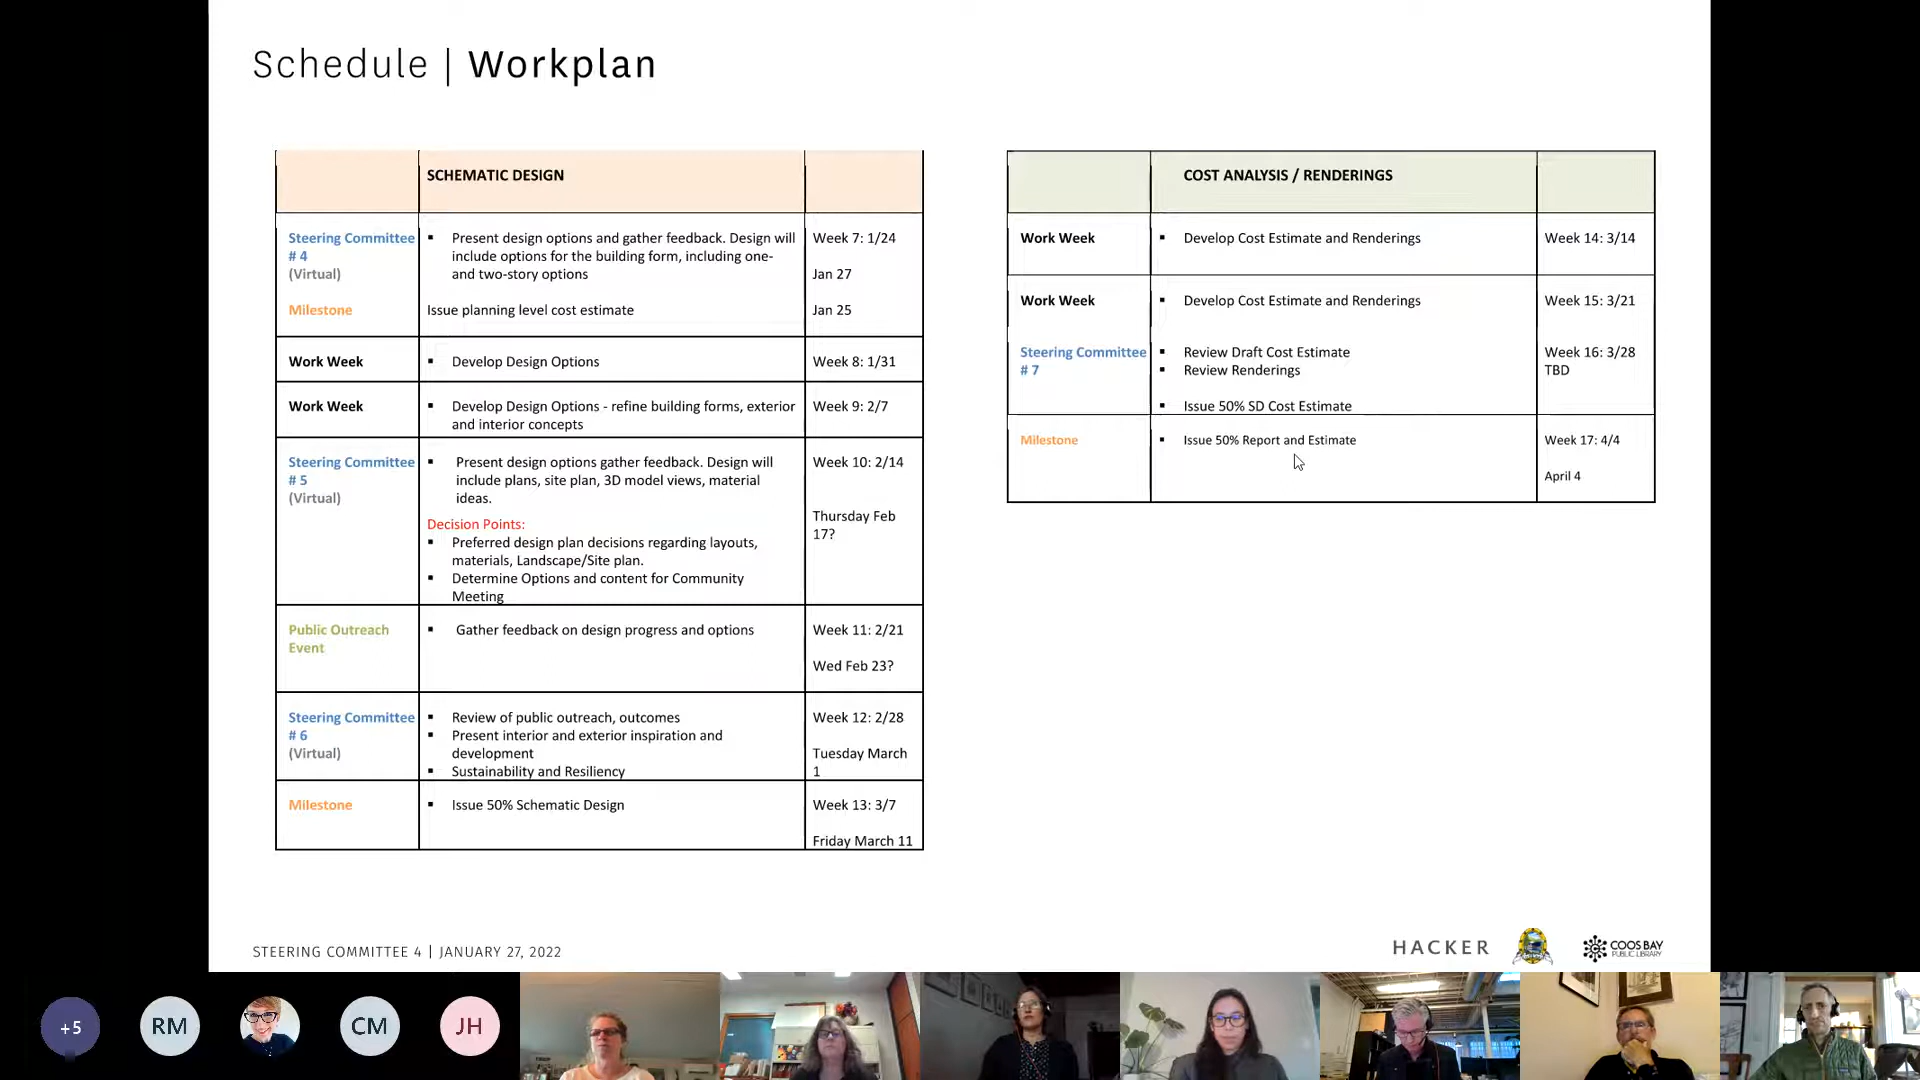 Schedule | Workplan
SCHEMATIC DESIGN
Steering Committee
# 4
(Virtual)
▪ Present design options and gather feedback. Design will
include options for the building form, including one-
and two-story options
Week 7: 1/24
Jan 27
Milestone
Issue planning level cost estimate
Jan 25
Work Week
▪ Develop Design Options
Week 8: 1/31
Work Week
▪ Develop Design Options - refine building forms, exterior
and interior concepts
Week 9: 2/7
Steering Committee
# 5
(Virtual)
▪ Present design options gather feedback. Design will
include plans, site plan, 3D model views, material
ideas.
Decision Points:
▪ Preferred design plan decisions regarding layouts,
materials, Landscape/Site plan.
▪ Determine Options and content for Community
Meeting
Week 10: 2/14
Thursday Feb
17?
Public Outreach
Event
▪ Gather feedback on design progress and options
Week 11: 2/21
Wed Feb 23?
Steering Committee
# 6
(Virtual)
▪ Review of public outreach, outcomes
▪ Present interior and exterior inspiration and
development
▪ Sustainability and Resiliency
Week 12: 2/28
Tuesday March
1
Milestone
▪ Issue 50% Schematic Design
Week 13: 3/7
Friday March 11
COST ANALYSIS / RENDERINGS
Work Week
▪ Develop Cost Estimate and Renderings
Week 14: 3/14
Work Week
▪ Develop Cost Estimate and Renderings
Week 15: 3/21
Steering Committee
# 7
▪ Review Draft Cost Estimate
▪ Review Renderings
▪ Issue 50% SD Cost Estimate
Week 16: 3/28
TBD
Milestone
▪ Issue 50% Report and Estimate
Week 17: 4/4
April 4
STEERING COMMITTEE 4 | JANUARY 27, 2022
HACKER
COOS BAY
PUBLIC LIBRARY
+5
RM
CM
JH